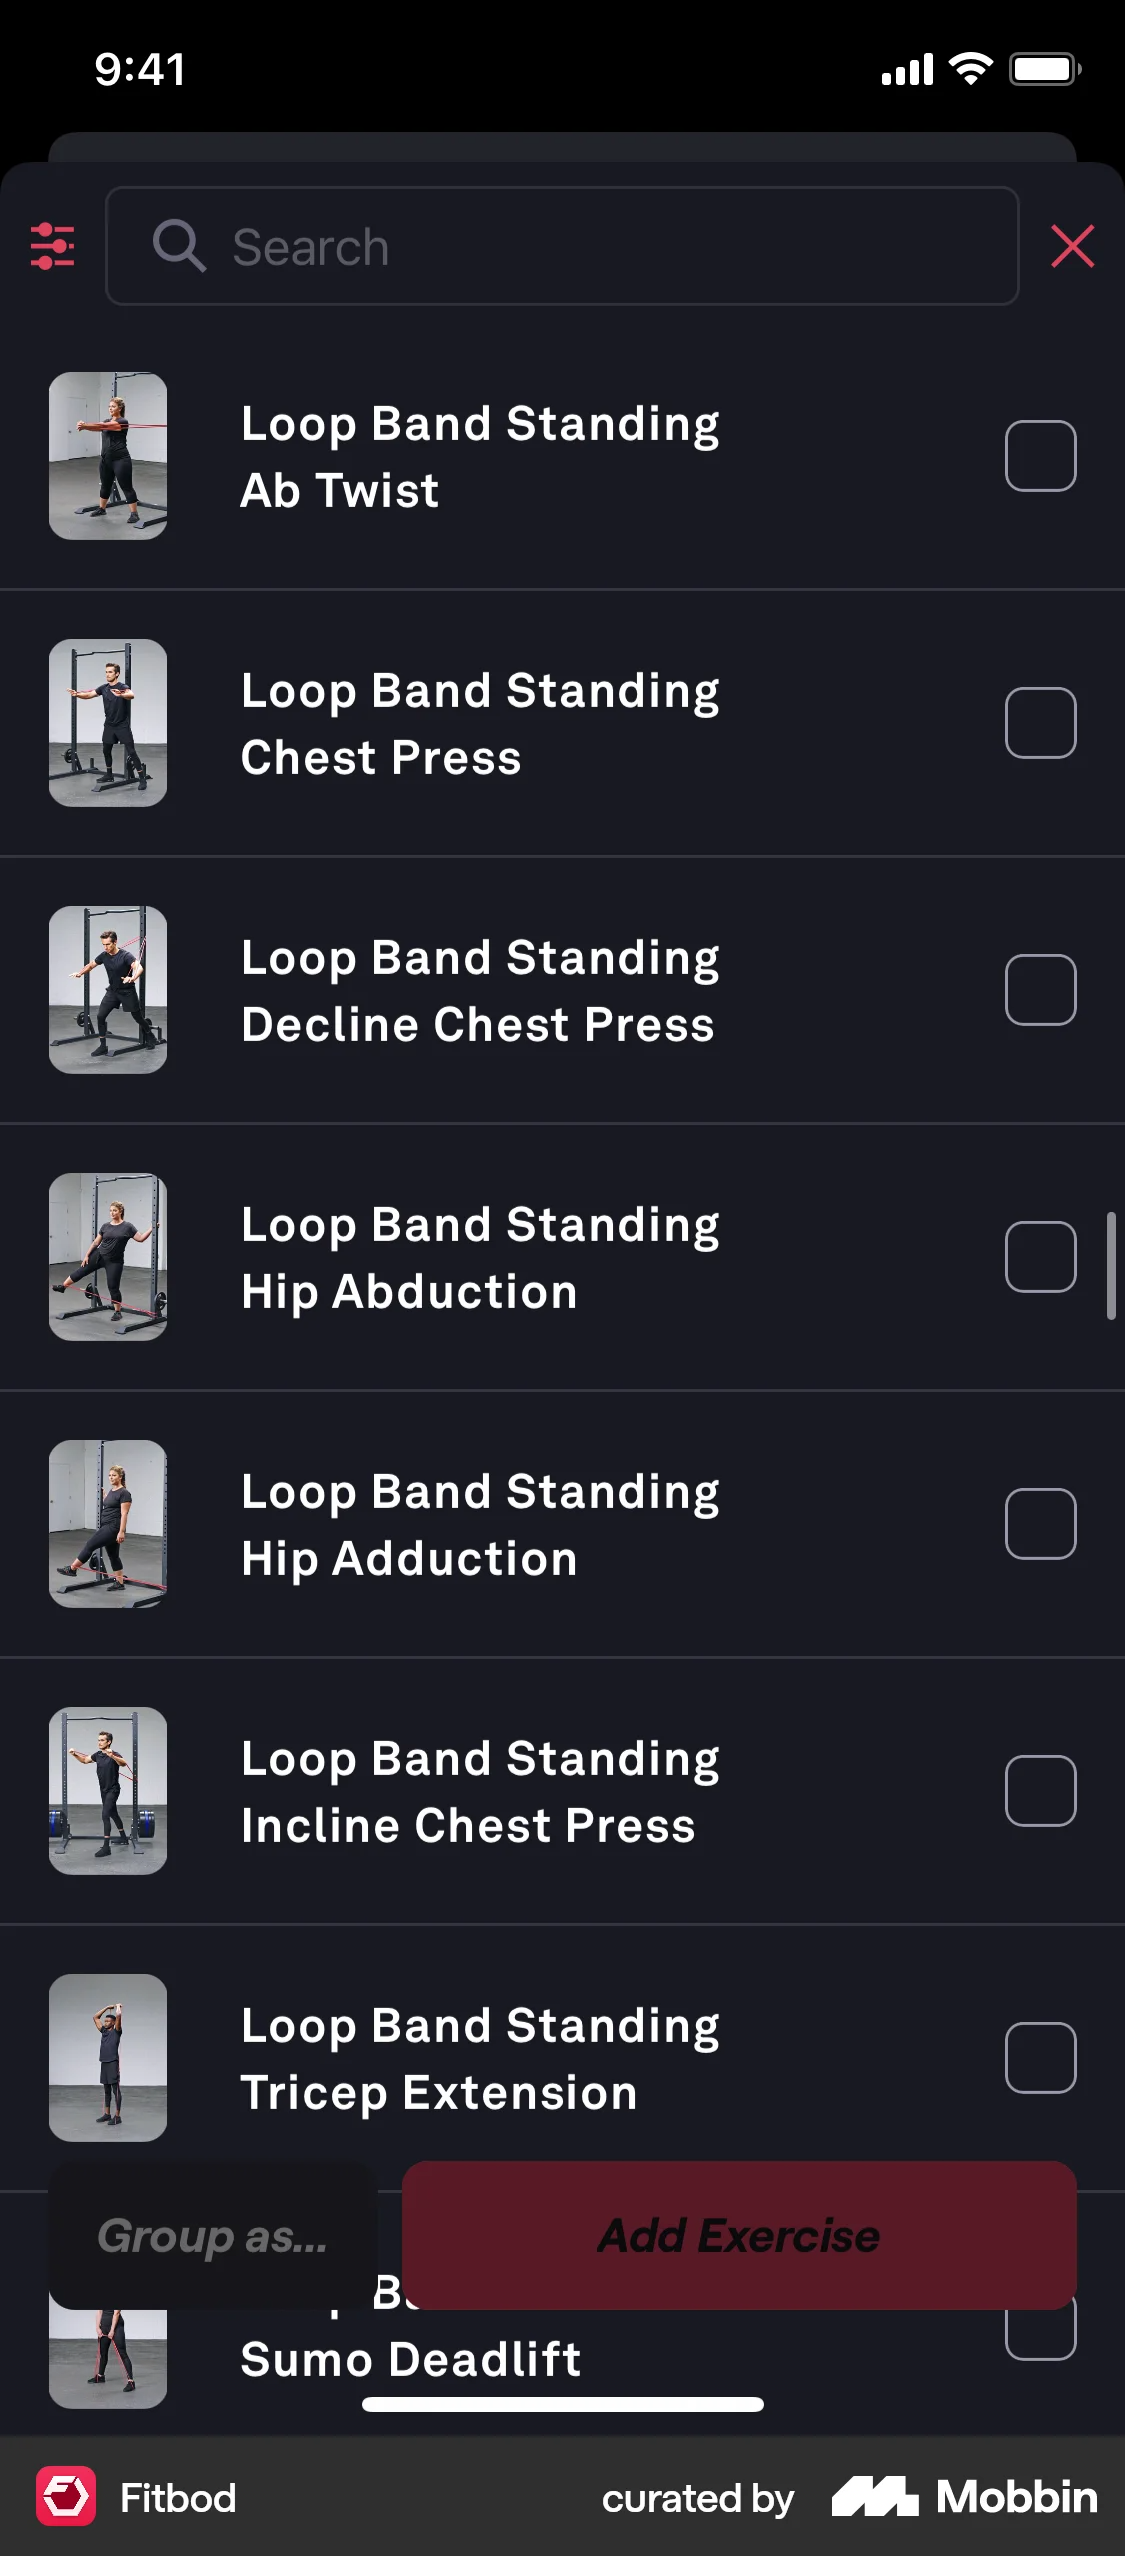 9:41
Search
Loop Band Standing
Ab Twist
Loop Band Standing
Chest Press
Loop Band Standing
Decline Chest Press
Loop Band Standing
Hip Abduction
Loop Band Standing
Hip Adduction
Loop Band Standing
Incline Chest Press
Loop Band Standing
Tricep Extension
Group as...
Add Exercise
Sumo Deadlift
Fitbod
curated by Mobbin